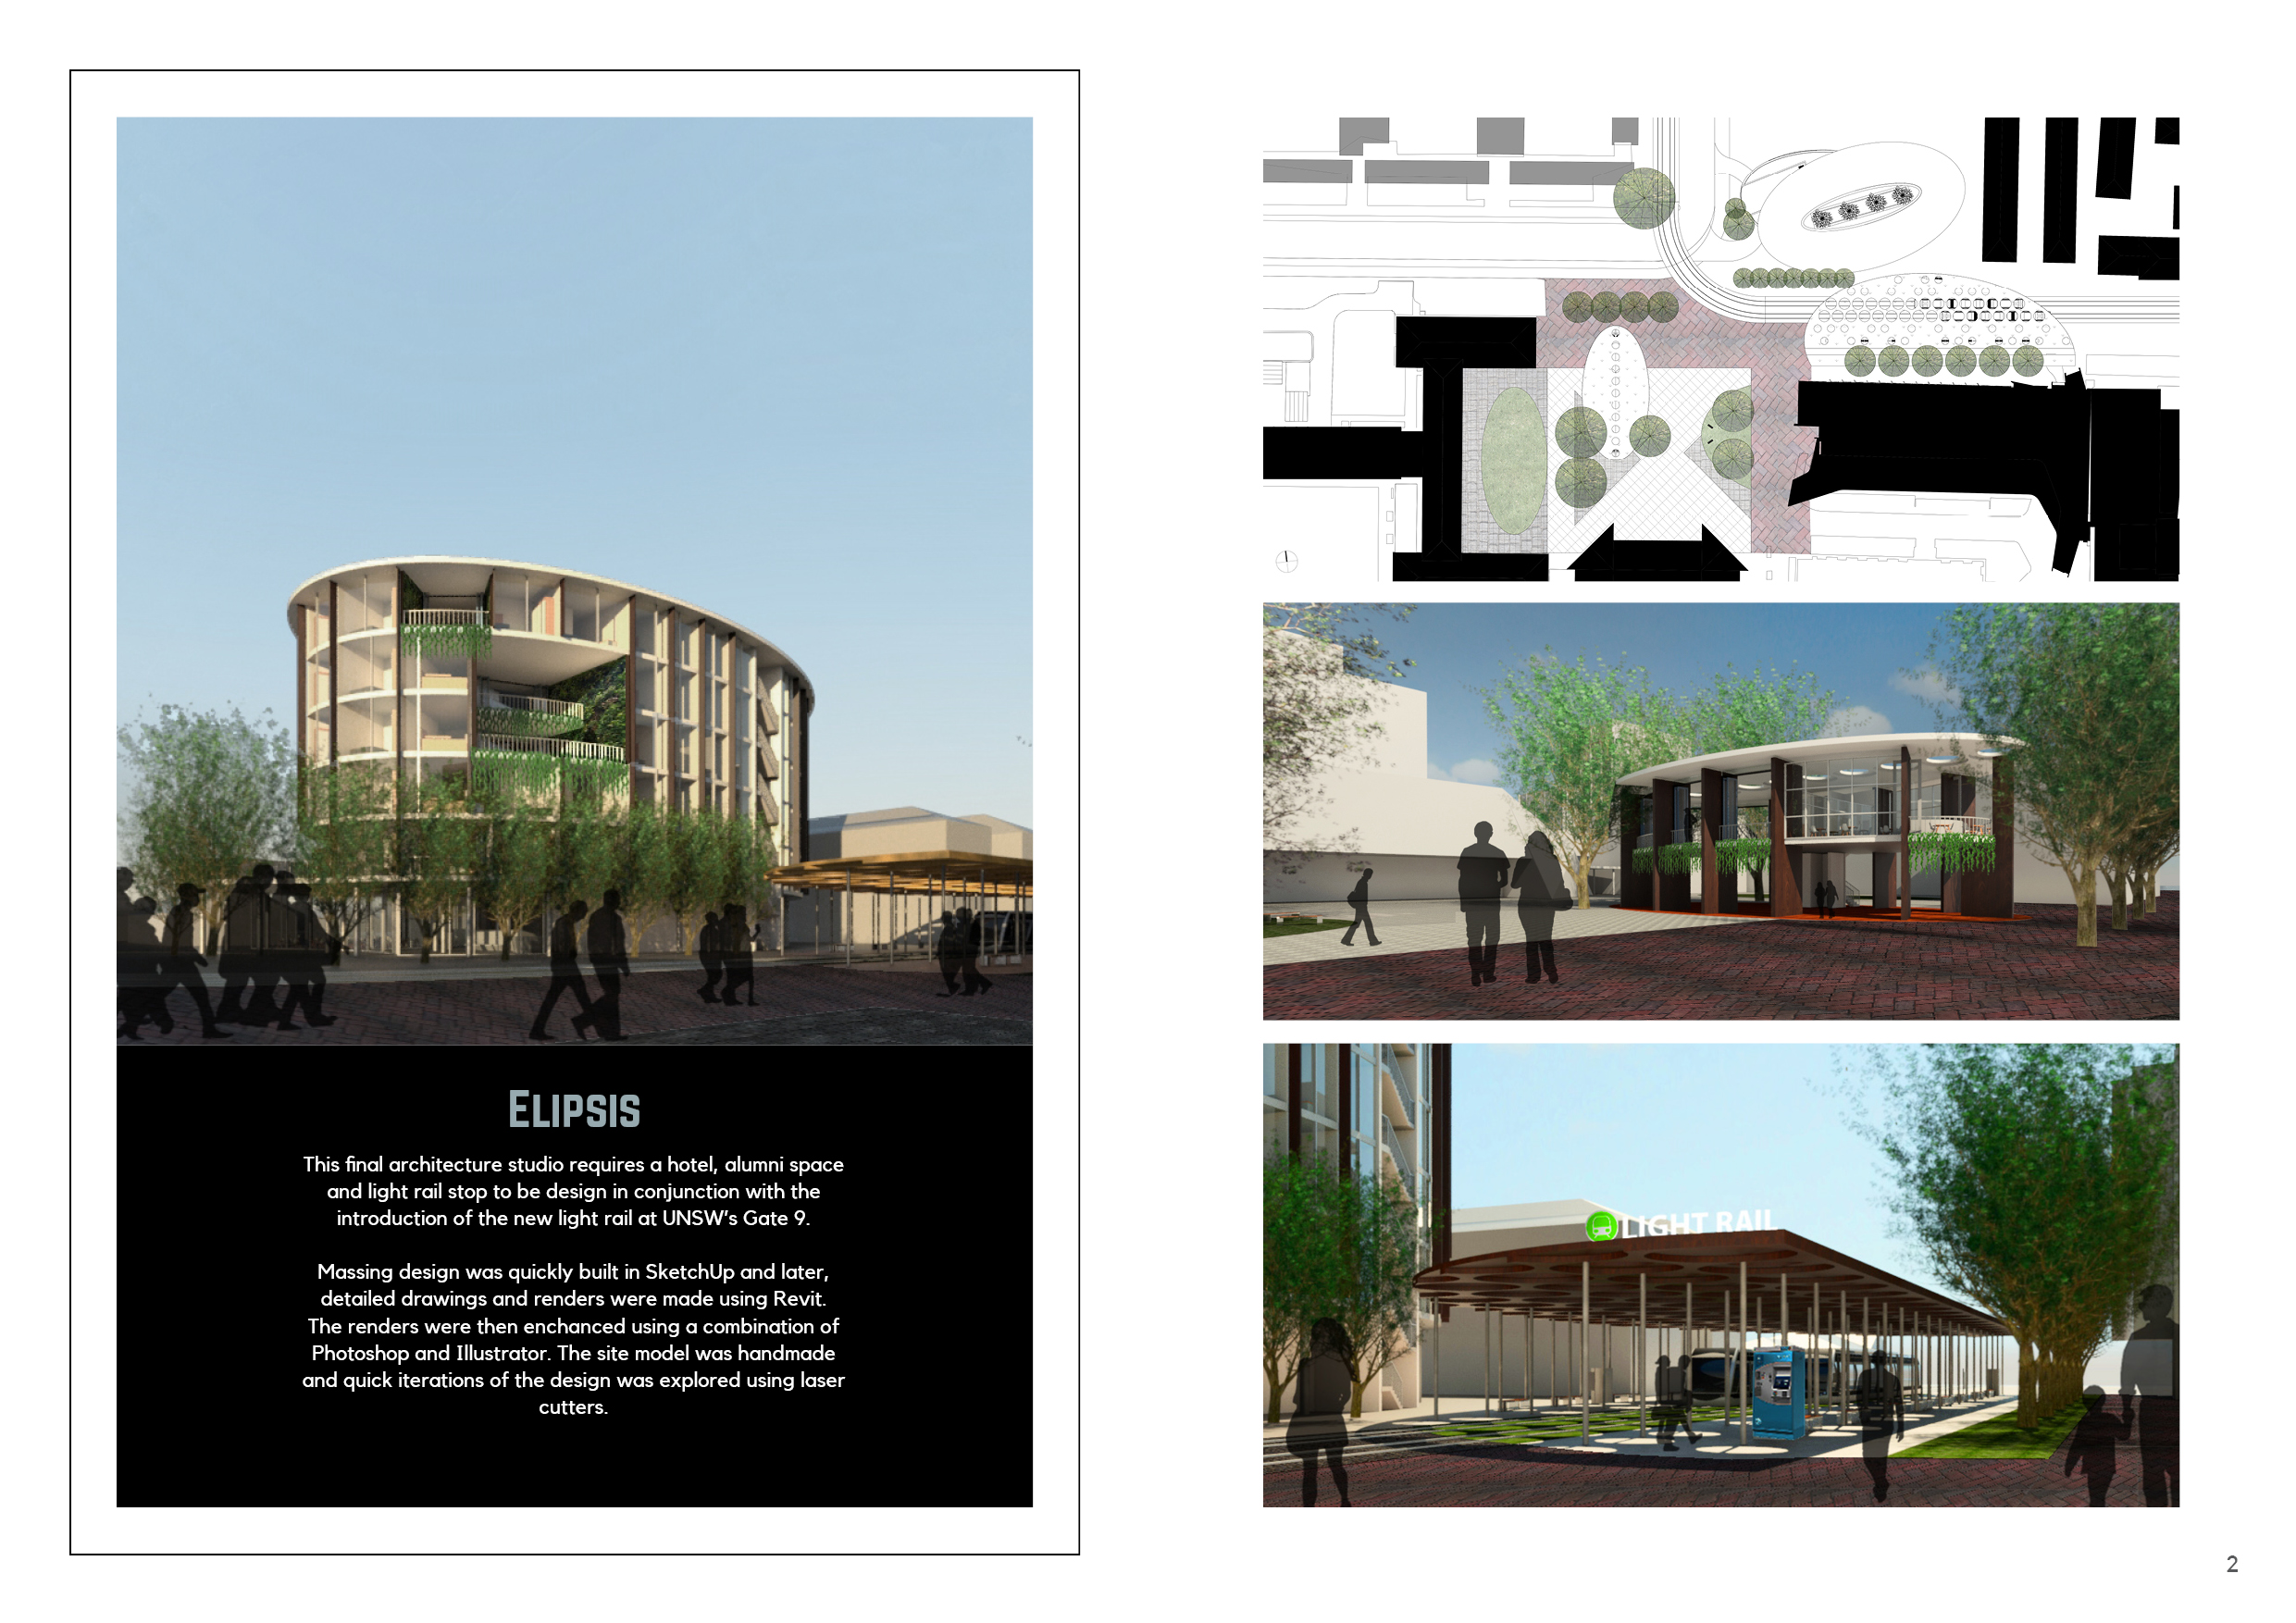 ELIPSIS
This final architecture studio requires a hotel, alumni space
and light rail stop to be design in conjunction with the
introduction of the new light rail at UNSW's Gate 9.
Massing design was quickly built in SketchUp and later,
detailed drawings and renders were made using Revit.
The renders were then enchanced using a combination of
Photoshop and Illustrator. The site model was handmade
and quick iterations of the design was explored using laser
cutters.
LIGHT RAIL
2